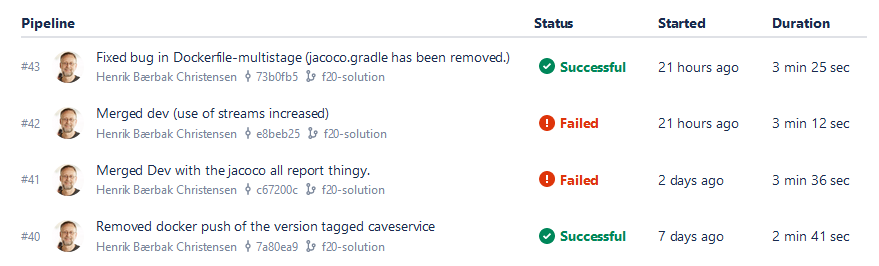 Pipeline Status Started Duration
#43 Fixed bug in Dockerfile-multistage (jacoco.gradle has been removed.) Successful 21 hours ago 3 min 25 sec
Henrik Bærbak Christensen 73b0fb5 f20-solution
#42 Merged dev (use of streams increased) Failed 21 hours ago 3 min 12 sec
Henrik Bærbak Christensen e8beb25 f20-solution
#41 Merged Dev with the jacoco all report thingy. Failed 2 days ago 3 min 36 sec
Henrik Bærbak Christensen c67200c f20-solution
#40 Removed docker push of the version tagged caveservice Successful 7 days ago 2 min 41 sec
Henrik Bærbak Christensen 7a80ea9 f20-solution